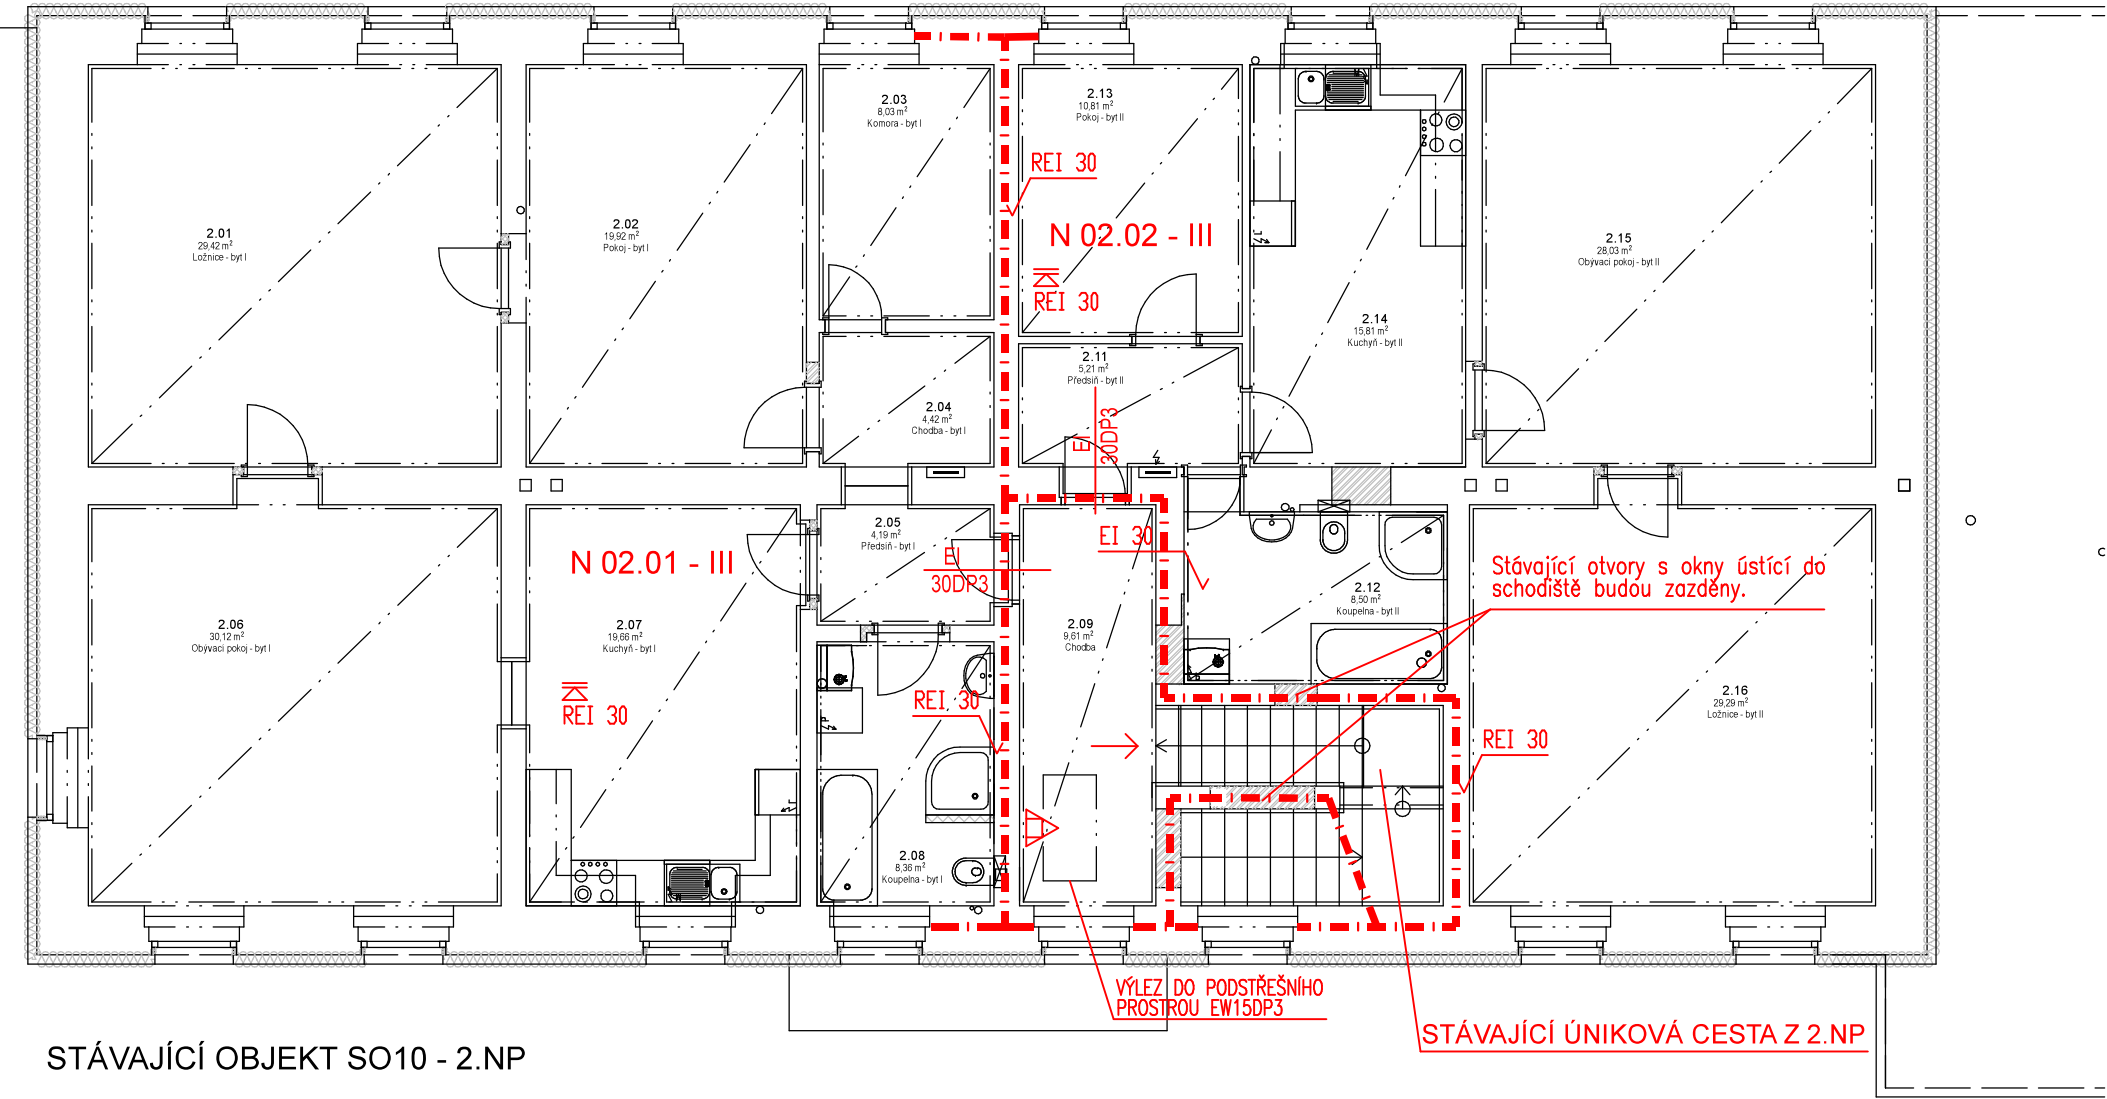 2.01
29,42 m²
Ložnice - byt I
2.02
19,92 m²
Pokoj - byt I
2.03
8,03 m²
Komora - byt I
2.13
10,81 m²
Pokoj - byt II
REI 30
N 02.02 - III
REI 30
2.14
15,81 m²
Kuchyň - byt II
2.15
28,03 m²
Obývací pokoj - byt II
2.04
4,42 m²
Chodba - byt I
2.11
5,21 m²
Předsíň - byt II
EI
30DP3
2.05
4,19 m²
Předsíň - byt I
EI
30DP3
N 02.01 - III
EI 30
2.12
8,50 m²
Koupelna - byt II
Stávající otvory s okny ústící do
schodiště budou zazděny.
2.06
30,12 m²
Obývací pokoj - byt I
2.07
19,66 m²
Kuchyň - byt I
REI 30
2.09
9,61 m²
Chodba
REI 30
2.16
29,29 m²
Ložnice - byt II
REI 30
2.08
8,36 m²
Koupelna - byt I
VÝLEZ DO PODSTŘEŠNÍHO
PROSTROU EW15DP3
STÁVAJÍCÍ ÚNIKOVÁ CESTA Z 2.NP
STÁVAJÍCÍ OBJEKT SO10 - 2.NP